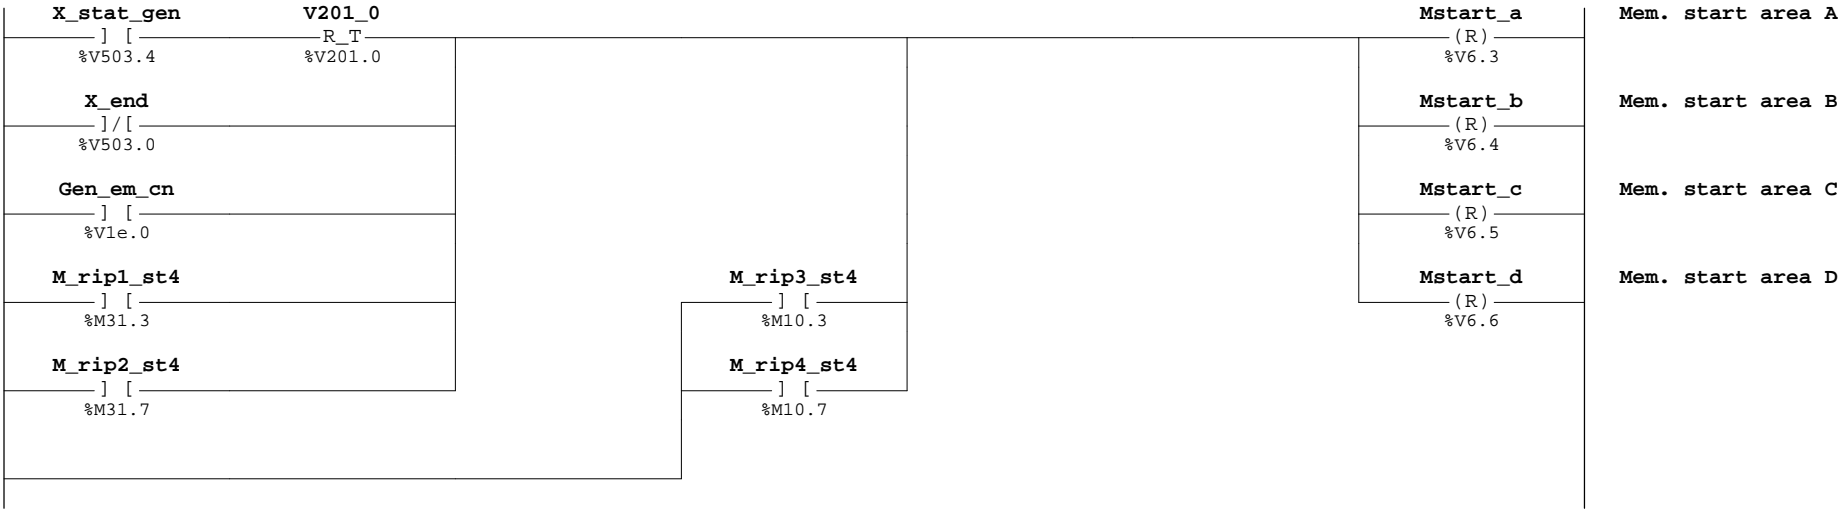 X_stat_gen V201_0 Mstart_a Mem. start area A
] [ R_T (R)
%V503.4 %V201.0 %V6.3
X_end Mstart_b Mem. start area B
]/[ (R)
%V503.0 %V6.4
Gen_em_cn Mstart_c Mem. start area C
] [ (R)
%V1e.0 %V6.5
M_rip1_st4 M_rip3_st4 Mstart_d Mem. start area D
] [ ] [ (R)
%M31.3 %M10.3 %V6.6
M_rip2_st4 M_rip4_st4
] [ ] [
%M31.7 %M10.7